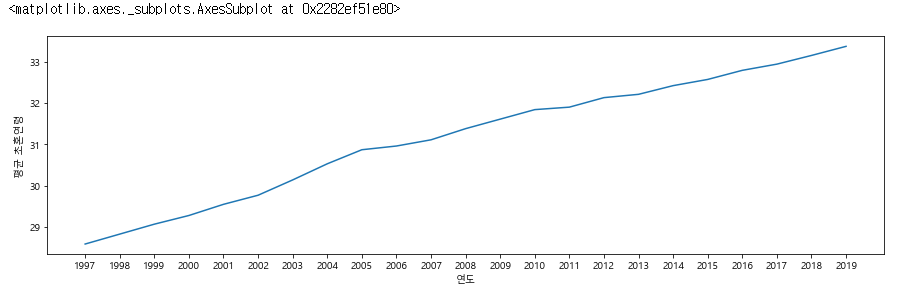 <matplotlib.axes._subplots.AxesSubplot at 0x2282ef51e80>
33
32
31
30
29
평균 초혼연령
1997 1998 1999 2000 2001 2002 2003 2004 2005 2006 2007 2008 2009 2010 2011 2012 2013 2014 2015 2016 2017 2018 2019
연도